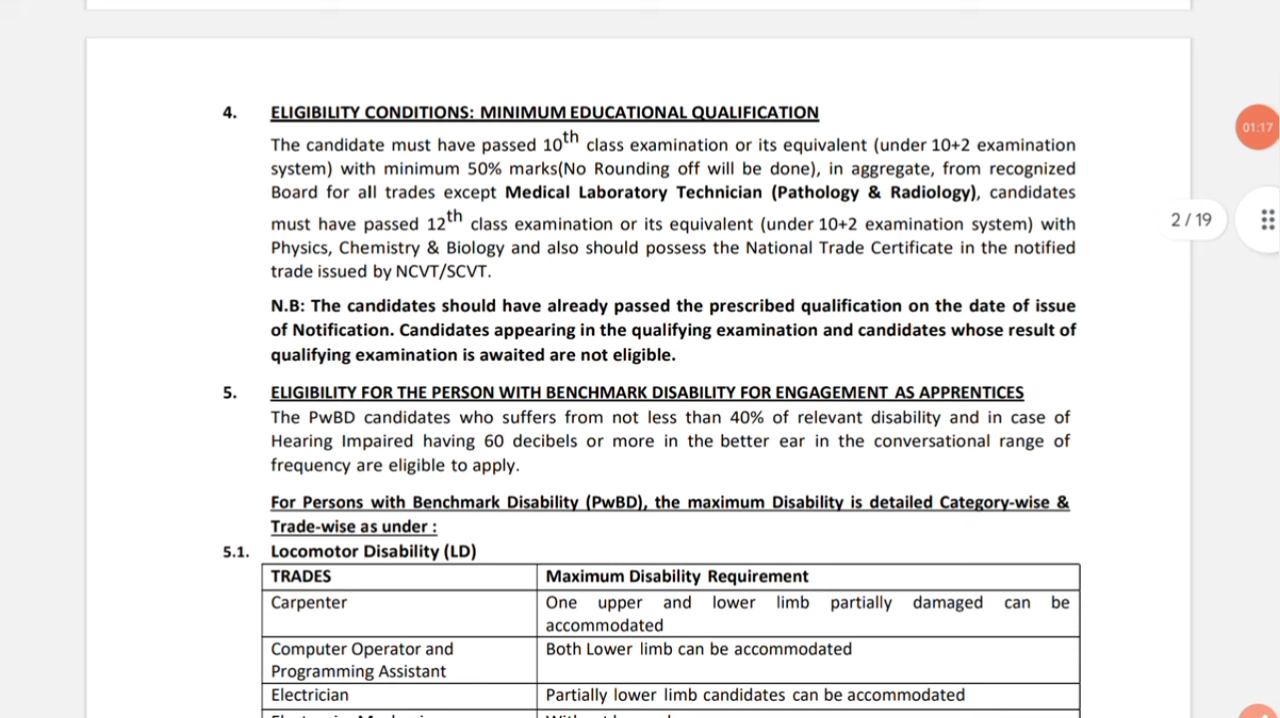 4. ELIGIBILITY CONDITIONS: MINIMUM EDUCATIONAL QUALIFICATION
The candidate must have passed 10th class examination or its equivalent (under 10+2 examination
system) with minimum 50% marks(No Rounding off will be done), in aggregate, from recognized
Board for all trades except Medical Laboratory Technician (Pathology & Radiology), candidates
must have passed 12th class examination or its equivalent (under 10+2 examination system) with
Physics, Chemistry & Biology and also should possess the National Trade Certificate in the notified
trade issued by NCVT/SCVT.
N.B: The candidates should have already passed the prescribed qualification on the date of issue
of Notification. Candidates appearing in the qualifying examination and candidates whose result of
qualifying examination is awaited are not eligible.
5. ELIGIBILITY FOR THE PERSON WITH BENCHMARK DISABILITY FOR ENGAGEMENT AS APPRENTICES
The PwBD candidates who suffers from not less than 40% of relevant disability and in case of
Hearing Impaired having 60 decibels or more in the better ear in the conversational range of
frequency are eligible to apply.
For Persons with Benchmark Disability (PwBD), the maximum Disability is detailed Category-wise &
Trade-wise as under :
5.1. Locomotor Disability (LD)
TRADES Maximum Disability Requirement
Carpenter One upper and lower limb partially damaged can be
accommodated
Computer Operator and Both Lower limb can be accommodated
Programming Assistant
Electrician Partially lower limb candidates can be accommodated
01:17
2 / 19